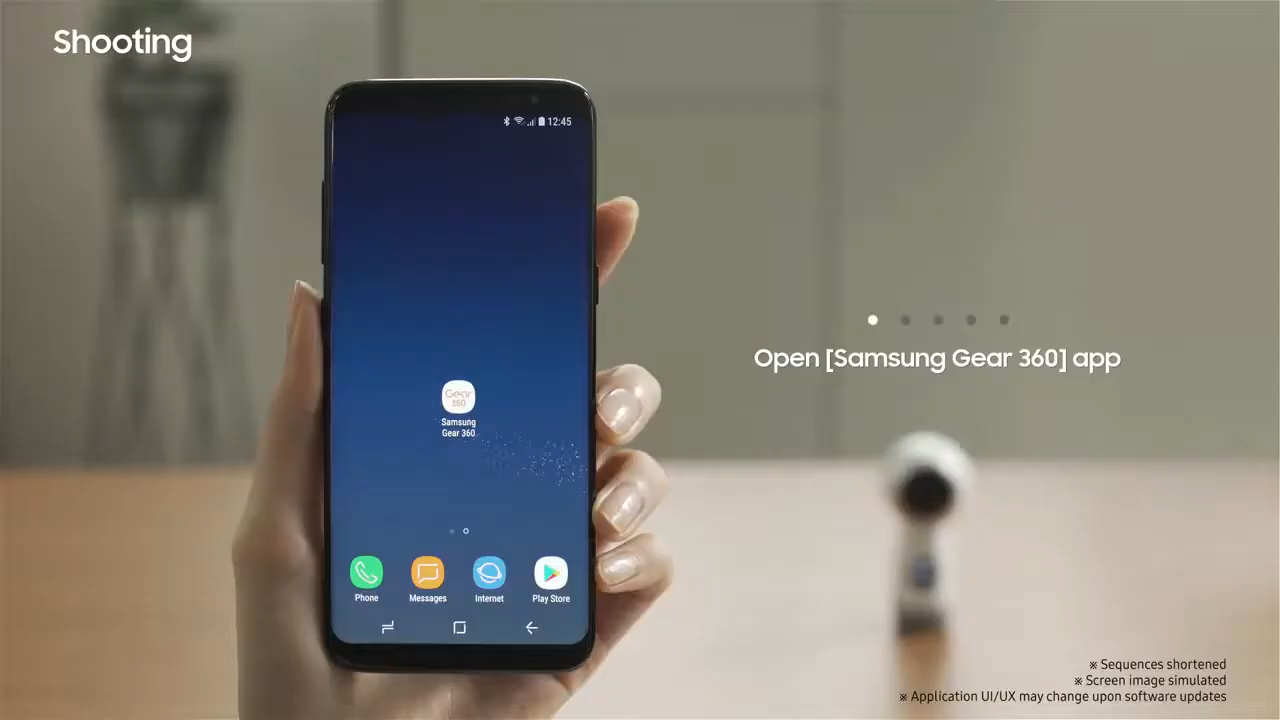 Shooting
12:45
Gear
360
Samsung
Gear 360
Phone
Messages
Internet
Play Store
Open [Samsung Gear 360] app
※ Sequences shortened
※ Screen image simulated
※ Application UI/UX may change upon software updates